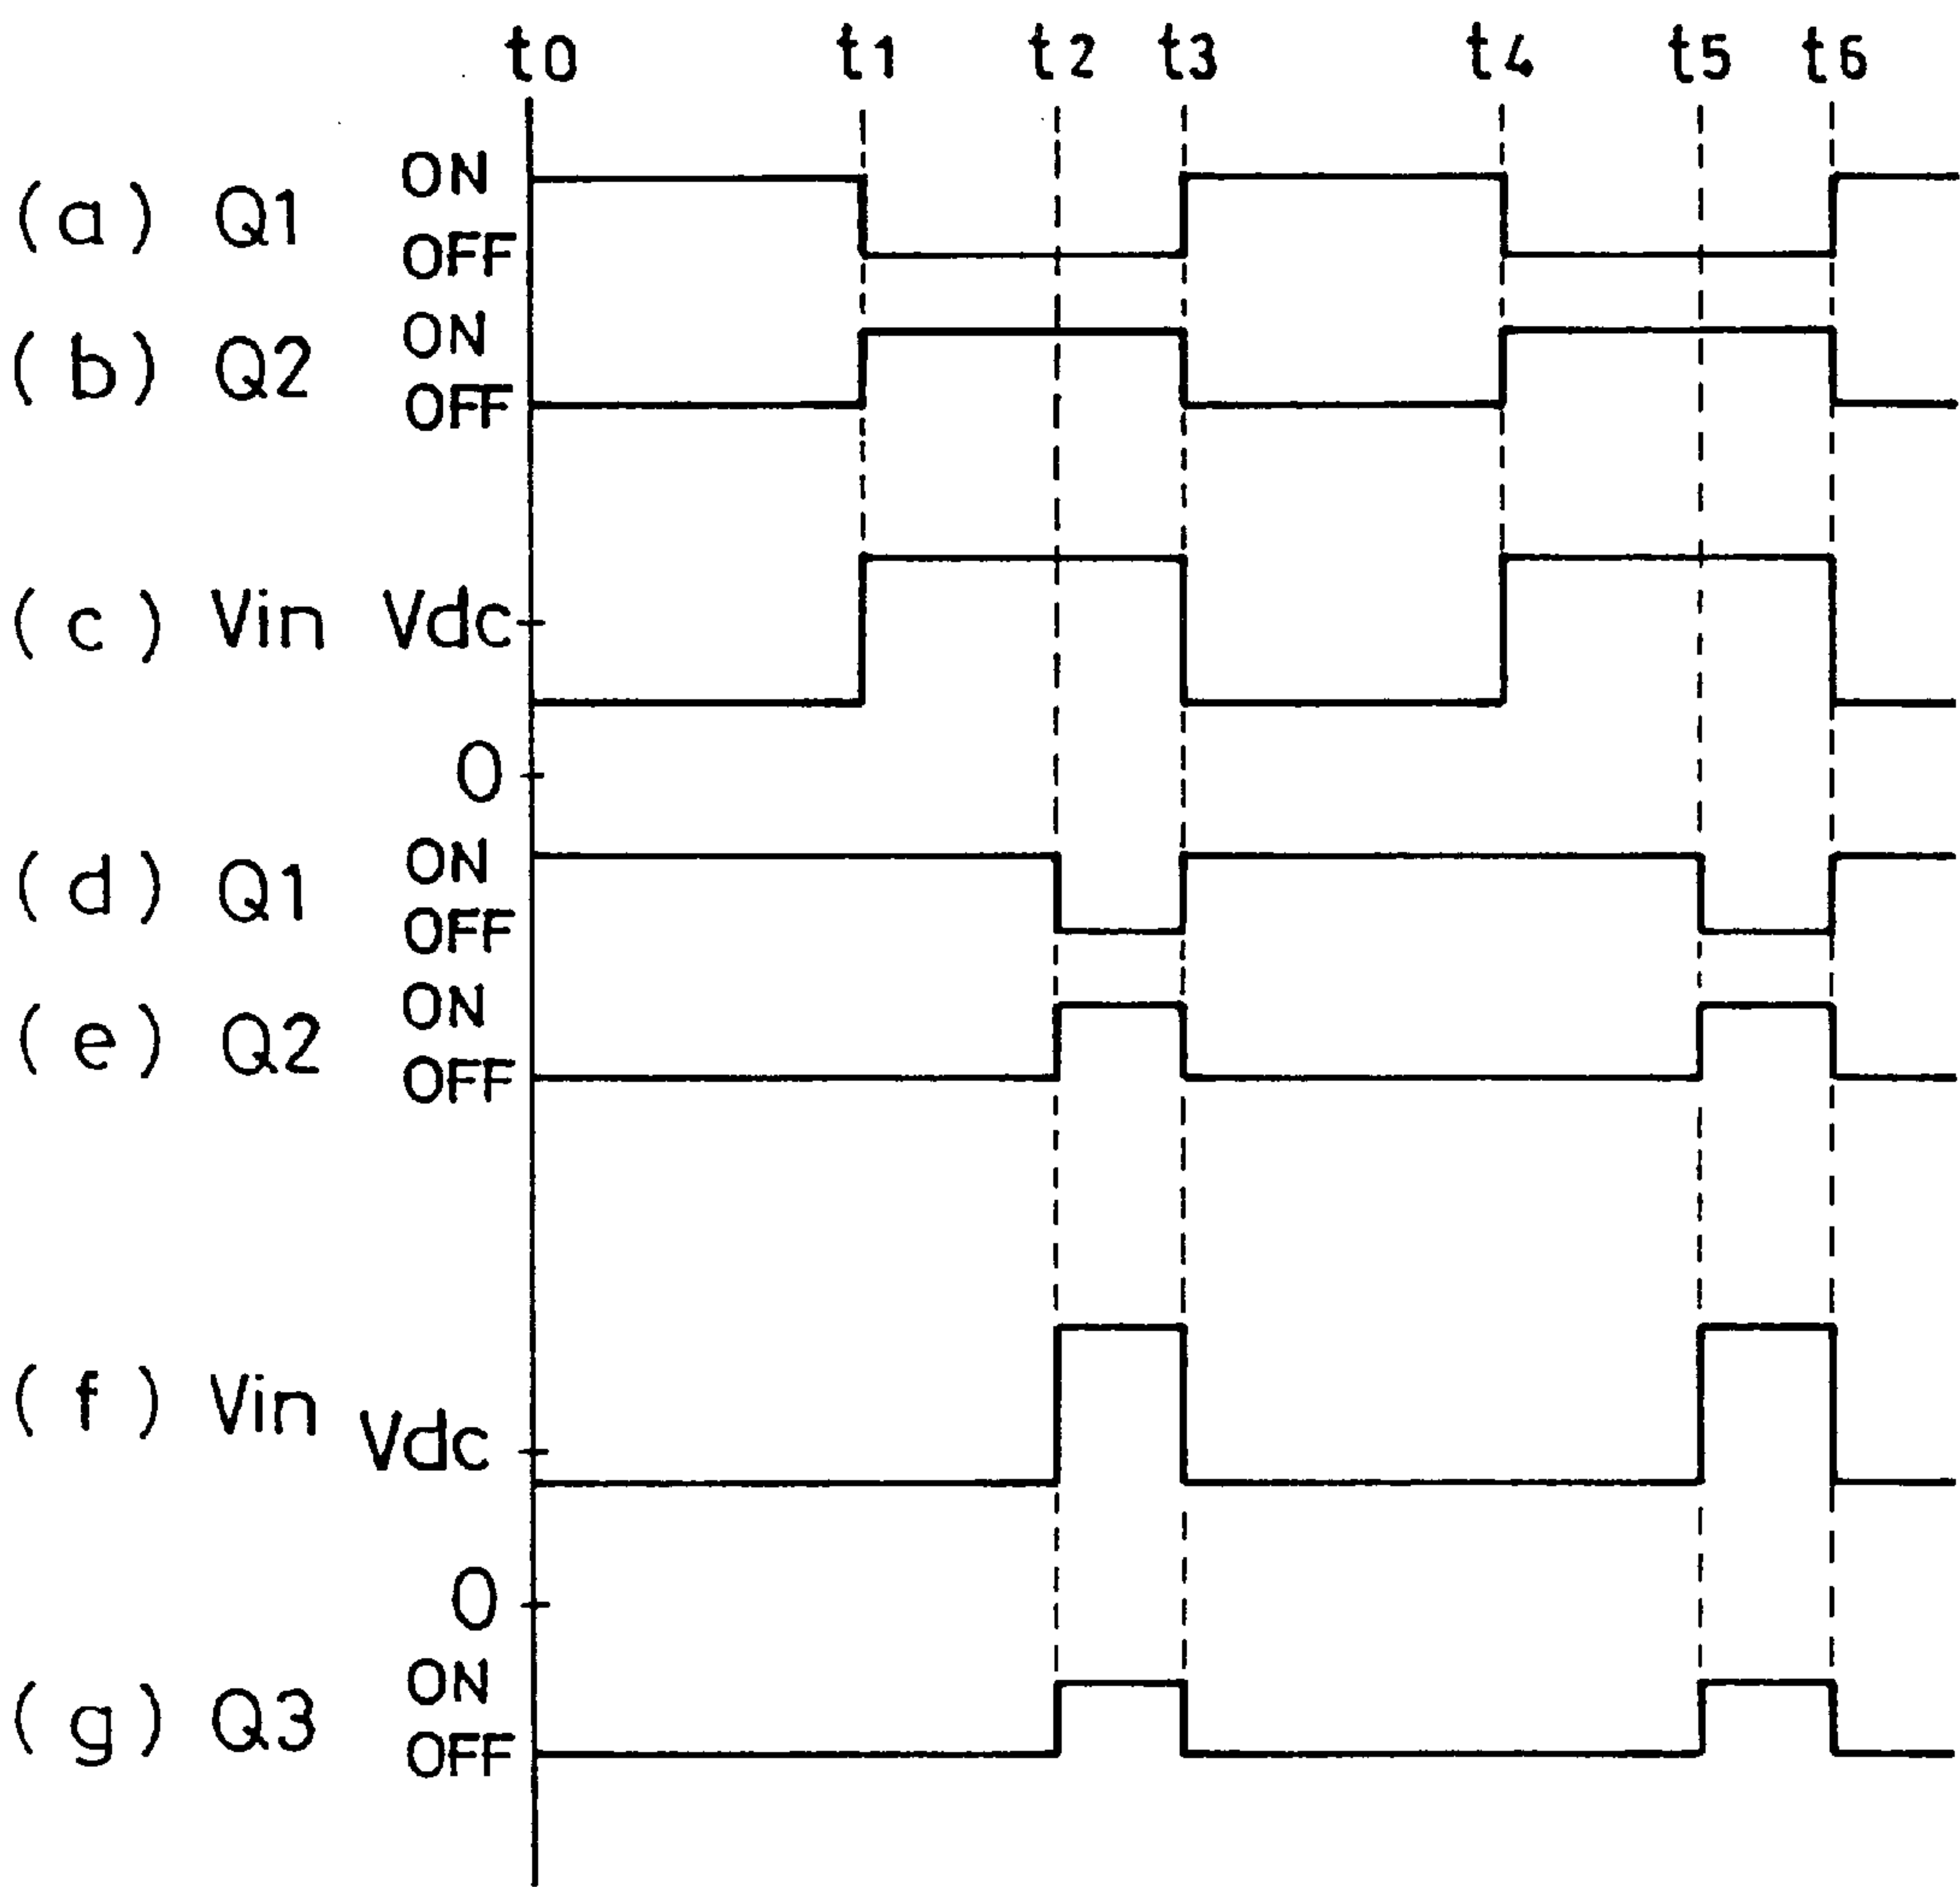 t0 t1 t2 t3 t4 t5 t6
ON
(a) Q1
OFF
ON
(b) Q2
OFF
(c) Vin Vdc
0
ON
(d) Q1
OFF
ON
(e) Q2
OFF
(f) Vin
Vdc
0
ON
(g) Q3
OFF